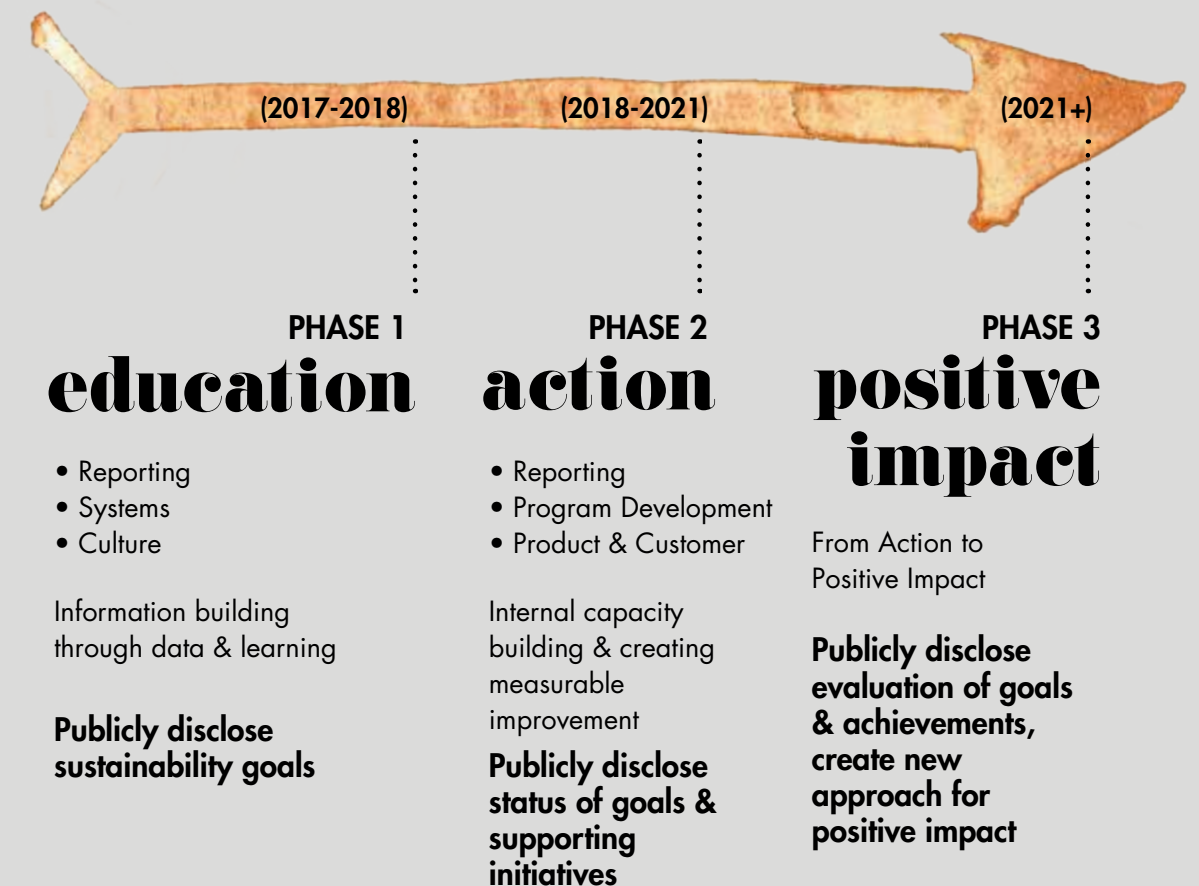 (2017-2018)
(2018-2021)
(2021+)
PHASE 1
education
• Reporting
• Systems
• Culture
Information building
through data & learning
Publicly disclose
sustainability goals
PHASE 2
action
• Reporting
• Program Development
• Product & Customer
Internal capacity
building & creating
measurable
improvement
Publicly disclose
status of goals &
supporting
initiatives
PHASE 3
positive
impact
From Action to
Positive Impact
Publicly disclose
evaluation of goals
& achievements,
create new
approach for
positive impact